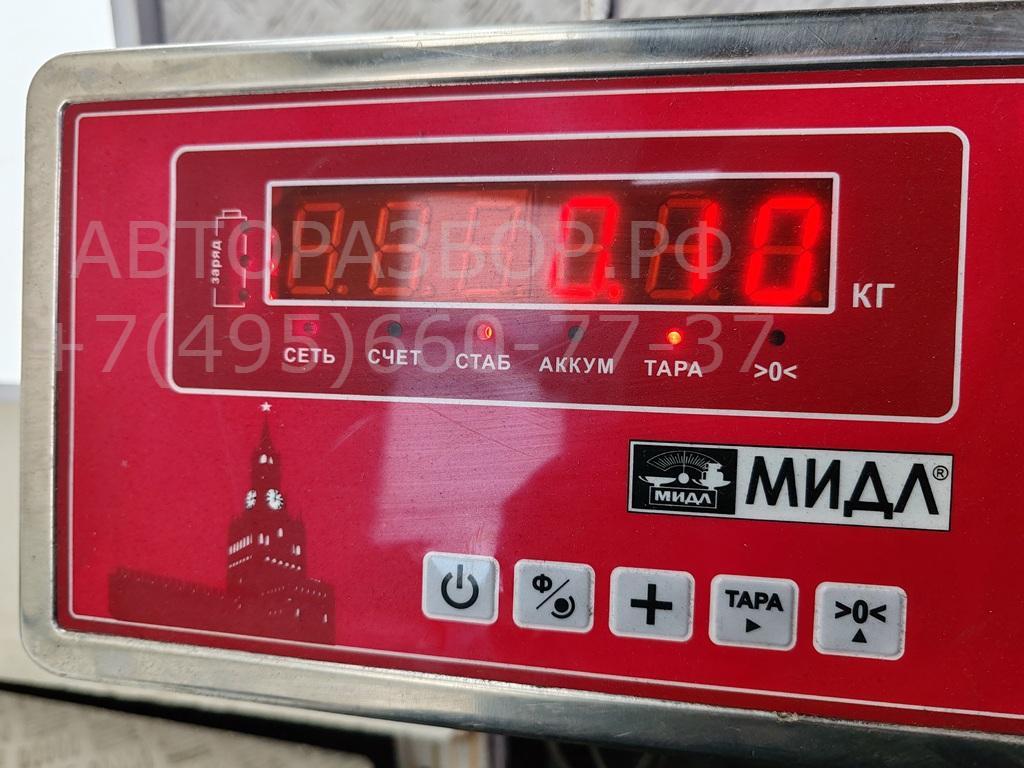 АВТОРАЗБОР.РФ
+7(495)660-77-37
заряд
0.10
КГ
СЕТЬ СЧЕТ СТАБ АККУМ ТАРА >0<
МИДЛ МИДЛ®
Ф + ТАРА >0<